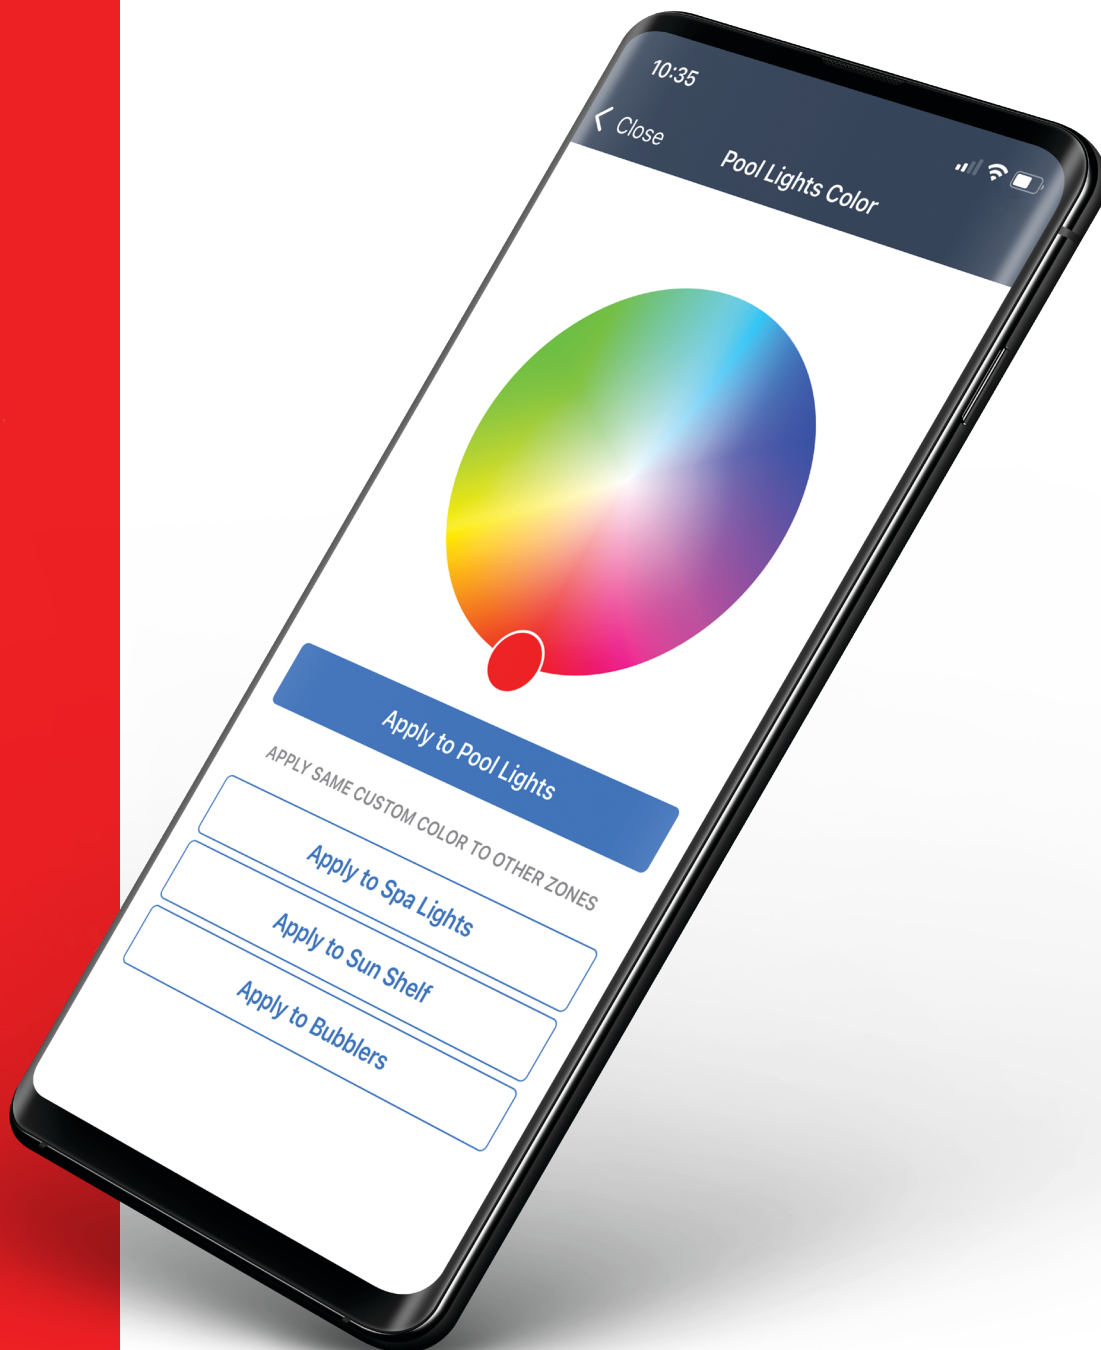 10:35
Close
Pool Lights Color
Apply to Pool Lights
APPLY SAME CUSTOM COLOR TO OTHER ZONES
Apply to Spa Lights
Apply to Sun Shelf
Apply to Bubblers